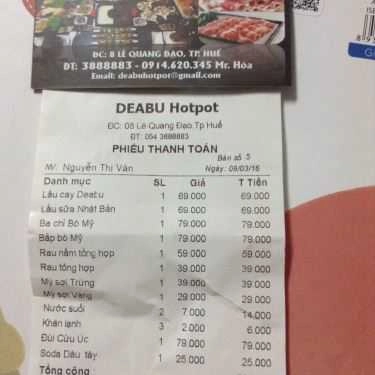 ĐC: 8 LÊ QUANG ĐẠO, TP. HUẾ
ĐT: 3888883 - 0914.620.345 Mr. Hòa
Email: deabuhotpot@gmail.com
DEABU Hotpot
ĐC: 08 Lê Quang Đạo, Tp Huế
ĐT: 054 3888883
PHIẾU THANH TOÁN
Bàn số 5
NV: Nguyễn Thị Vân Ngày: 09/03/16
Danh mục SL Giá T Tiền
Lẩu cay Deabu 1 69.000 69.000
Lẩu sữa Nhật Bản 1 69.000 69.000
Ba chỉ Bò Mỹ 1 79.000 79.000
Bắp bò Mỹ 1 79.000 79.000
Rau nấm tổng hợp 1 59.000 59.000
Rau tổng hợp 1 39.000 39.000
Mỳ sợi Trứng 1 39.000 39.000
Mỳ sợi Vàng 1 29.000 29.000
Nước suối 2 7.000 14.000
Khăn lạnh 3 2.000 6.000
Đùi Cừu Úc 1 79.000 79.000
Soda Dâu tây 1 25.000 25.000
Tổng cộng